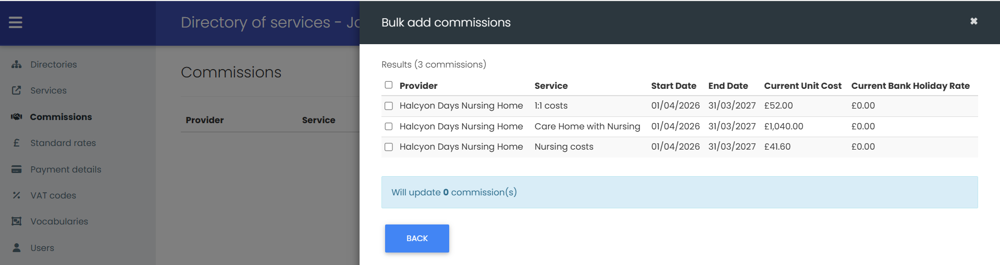 Directory of services - Jo
Bulk add commissions
Directories
Services
Commissions
Standard rates
Payment details
VAT codes
Vocabularies
Users
Commissions
Provider Service
Results (3 commissions)
Provider Service Start Date End Date Current Unit Cost Current Bank Holiday Rate
Halcyon Days Nursing Home 1:1 costs 01/04/2026 31/03/2027 £52.00 £0.00
Halcyon Days Nursing Home Care Home with Nursing 01/04/2026 31/03/2027 £1,040.00 £0.00
Halcyon Days Nursing Home Nursing costs 01/04/2026 31/03/2027 £41.60 £0.00
Will update 0 commission(s)
BACK